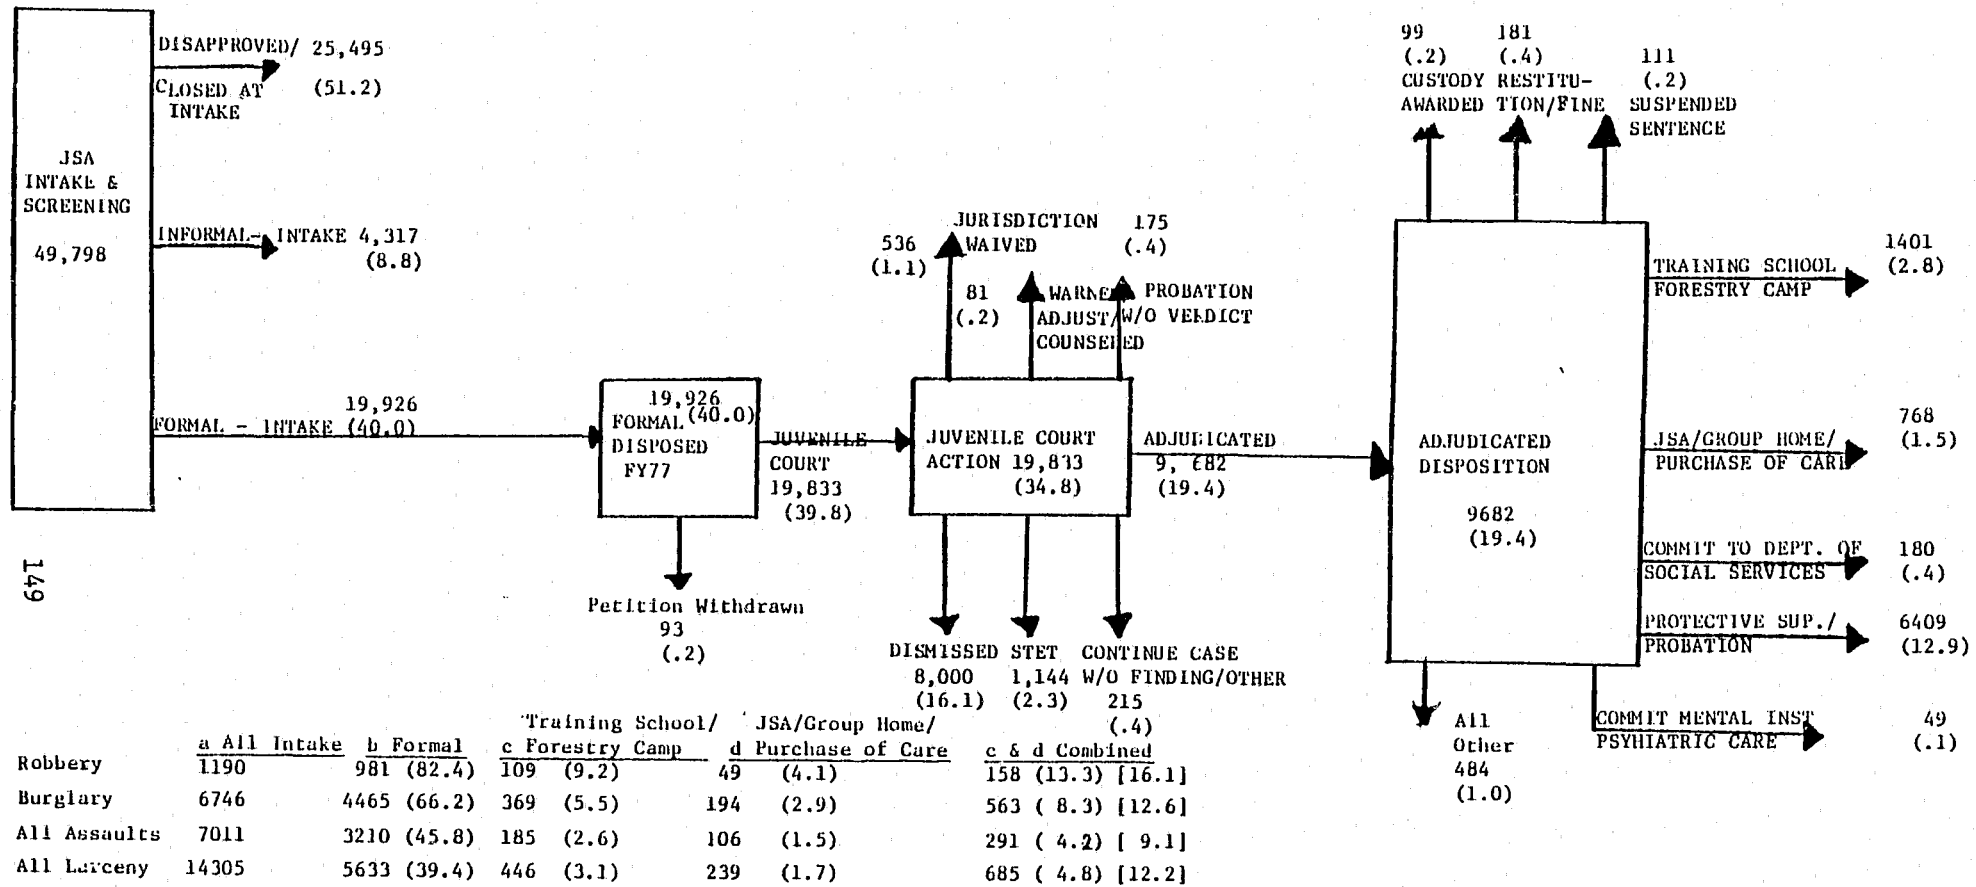 DISAPPROVED/ 25,495
CLOSED AT (51.2)
INTAKE
JSA
INTAKE &
SCREENING
49,798
INFORMAL- INTAKE 4,317
(8.8)
19,926
FORMAL - INTAKE (40.0)
19,926
FORMAL (40.0)
DISPOSED
FY77
JUVENILE
COURT
19,833
(39.8)
Petition Withdrawn
93
(.2)
JURISDICTION
WAIVED
536
(1.1)
81
(.2)
WARNED
ADJUST/
COUNSELED
175
(.4)
PROBATION
W/O VERDICT
JUVENILE COURT
ACTION 19,833
(34.8)
ADJUDICATED
9,682
(19.4)
DISMISSED
8,000
(16.1)
STET
1,144
(2.3)
CONTINUE CASE
W/O FINDING/OTHER
215
(.4)
99
(.2)
CUSTODY
AWARDED
181
(.4)
RESTITU-
TION/FINE
111
(.2)
SUSPENDED
SENTENCE
ADJUDICATED
DISPOSITION
9682
(19.4)
TRAINING SCHOOL
FORESTRY CAMP
1401
(2.8)
JSA/GROUP HOME/
PURCHASE OF CARE
768
(1.5)
COMMIT TO DEPT. OF
SOCIAL SERVICES
180
(.4)
PROTECTIVE SUP./
PROBATION
6409
(12.9)
COMMIT MENTAL INST
PSYHIATRIC CARE
49
(.1)
All
Other
484
(1.0)
149
Training School/ JSA/Group Home/
a All Intake b Formal c Forestry Camp d Purchase of Care c & d Combined
Robbery 1190 981 (82.4) 109 (9.2) 49 (4.1) 158 (13.3) [16.1]
Burglary 6746 4465 (66.2) 369 (5.5) 194 (2.9) 563 ( 8.3) [12.6]
All Assaults 7011 3210 (45.8) 185 (2.6) 106 (1.5) 291 ( 4.2) [ 9.1]
All Larceny 14305 5633 (39.4) 446 (3.1) 239 (1.7) 685 ( 4.8) [12.2]